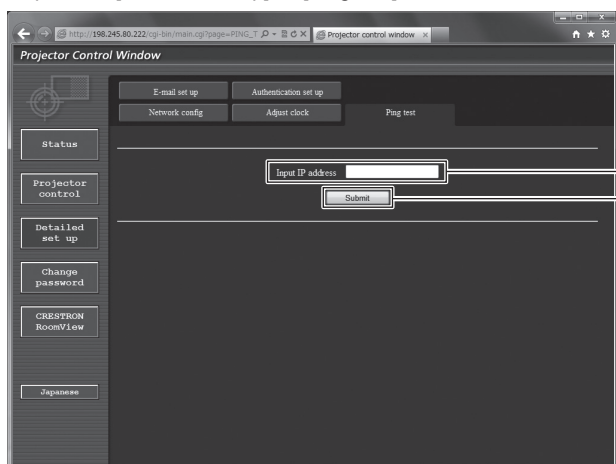 http://198.245.80.222/cgi-bin/main.cgi?page=PING_T
Projector control window
Projector Control Window
E-mail set up
Authentication set up
Network config
Adjust clock
Ping test
Status
Input IP address
Submit
Projector
control
Detailed
set up
Change
password
CRESTRON
RoomView
Japanese